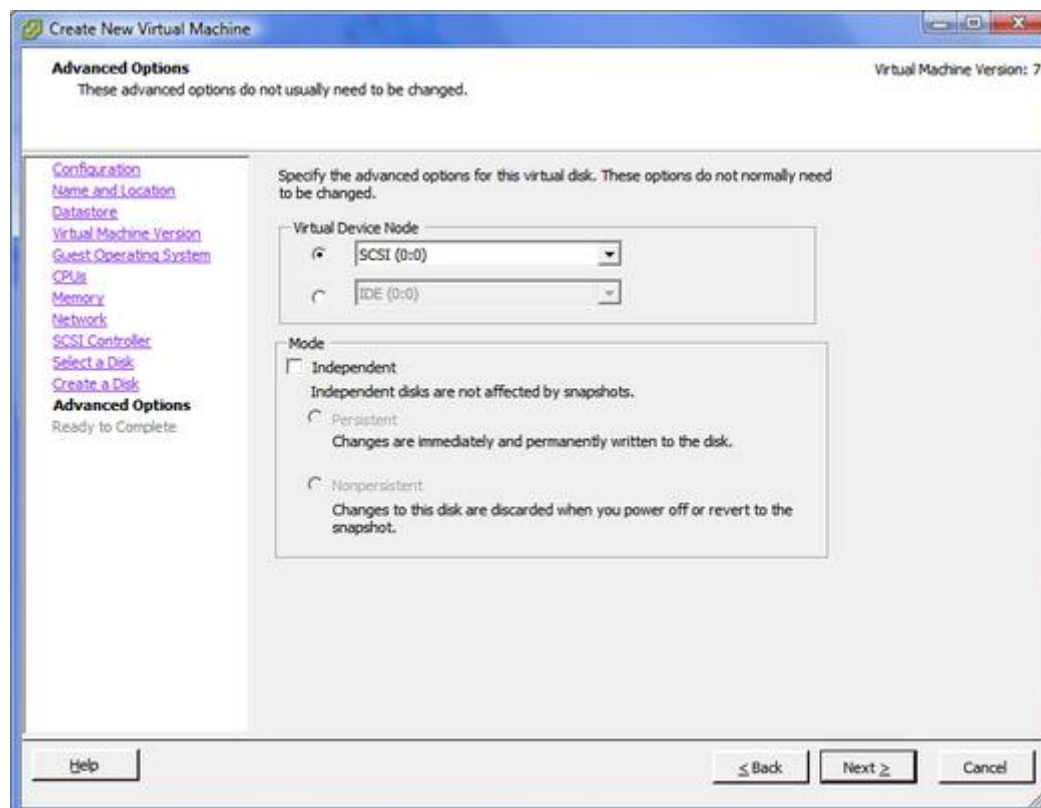 Create New Virtual Machine
Advanced Options
Virtual Machine Version: 7
These advanced options do not usually need to be changed.
Configuration
Name and Location
Datastore
Virtual Machine Version
Guest Operating System
CPUs
Memory
Network
SCSI Controller
Select a Disk
Create a Disk
Advanced Options
Ready to Complete
Specify the advanced options for this virtual disk. These options do not normally need
to be changed.
Virtual Device Node
SCSI (0:0)
IDE (0:0)
Mode
Independent
Independent disks are not affected by snapshots.
Persistent
Changes are immediately and permanently written to the disk.
Nonpersistent
Changes to this disk are discarded when you power off or revert to the
snapshot.
Help
≤ Back
Next ≥
Cancel